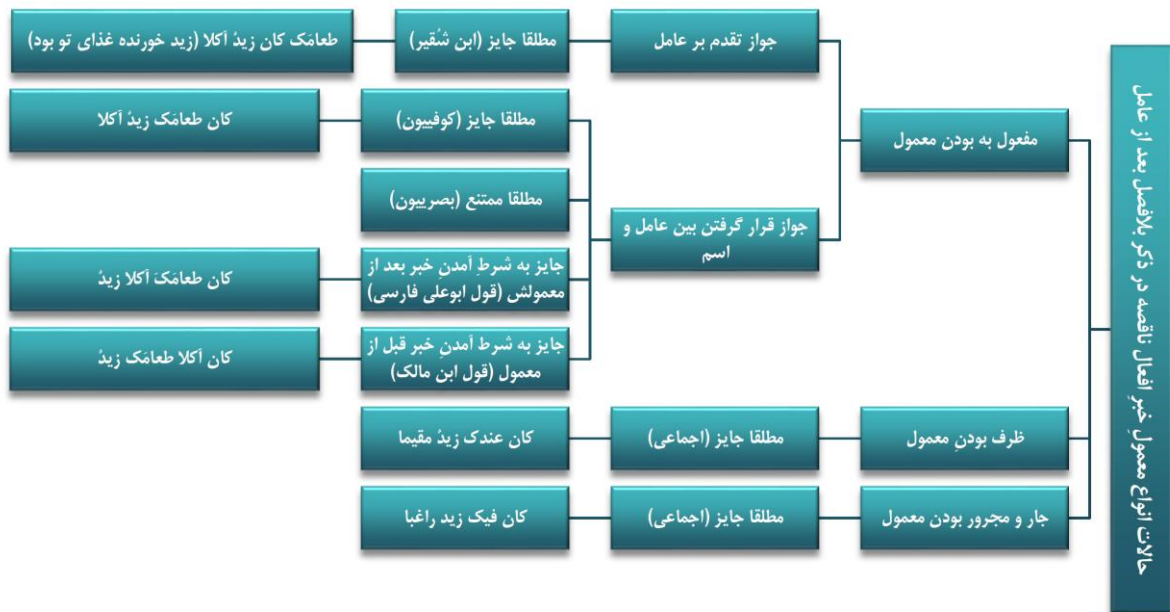 حالات انواع معمولِ خبرِ افعال ناقصه در ذکر بلافصل بعد از عامل
مفعول به بودن معمول
جواز تقدم بر عامل
مطلقا جایز (ابن شُقیر)
طعامَک کان زیدُ آکلا (زید خورنده غذای تو بود)
جواز قرار گرفتن بین عامل و
اسم
مطلقا جایز (کوفییون)
کان طعامَک زیدُ آکلا
مطلقا ممتنع (بصرییون)
جایز به شرطِ آمدنِ خبر بعد از
معمولش (قول ابوعلی فارسی)
کان طعامَکَ آکلا زیدُ
جایز به شرط آمدنِ خبر قبل از
معمول (قول ابن مالک)
کان آکلا طعامَک زیدُ
ظرف بودنِ معمول
مطلقا جایز (اجماعی)
کان عندک زیدُ مقیما
جار و مجرور بودن معمول
مطلقا جایز (اجماعی)
کان فیک زید راغبا